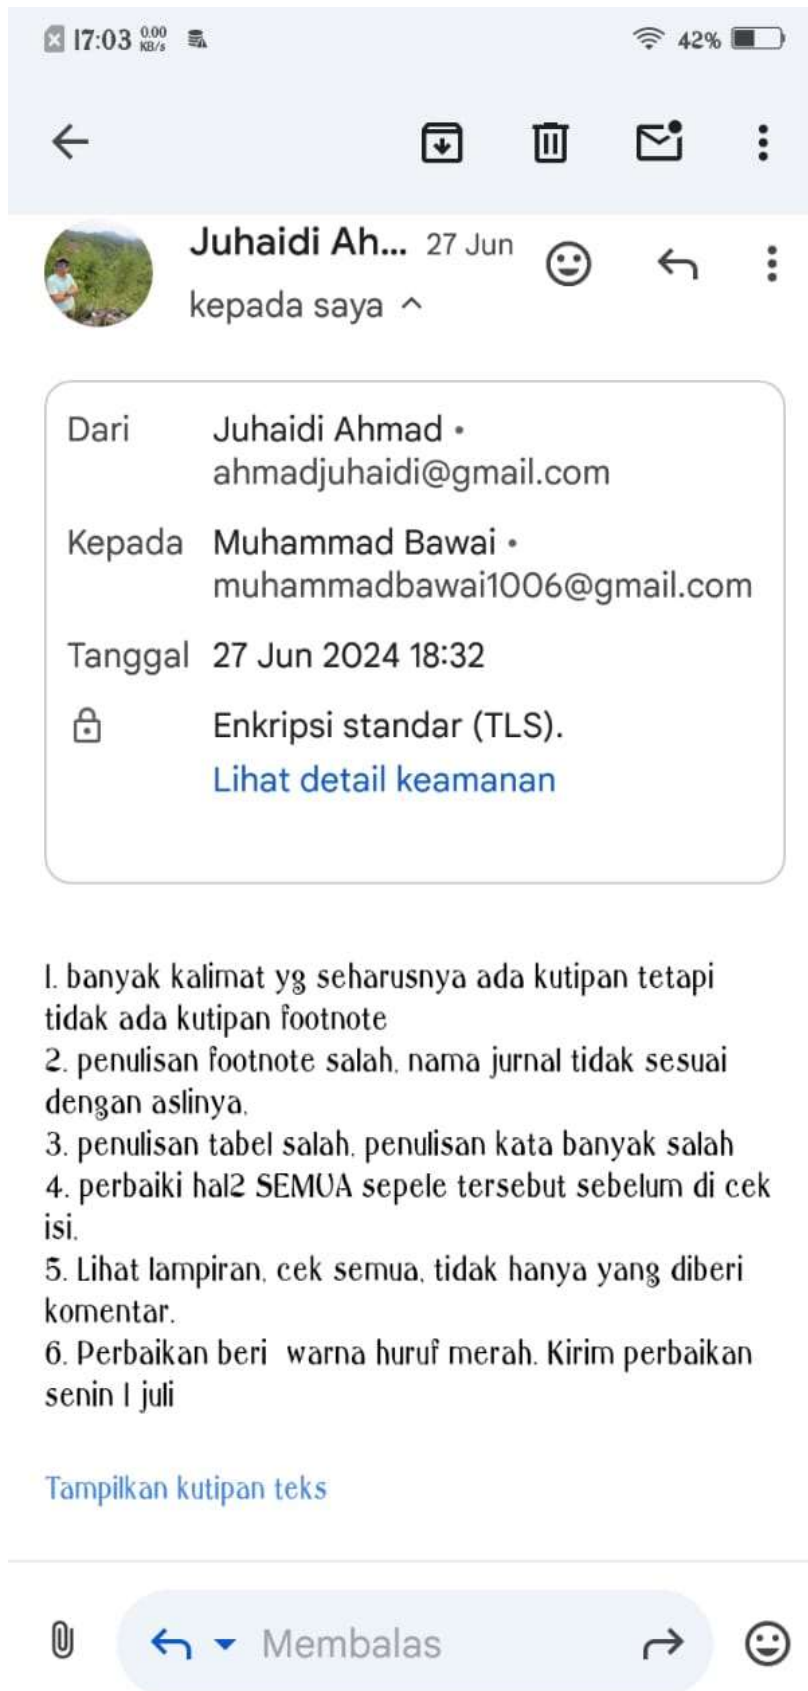 17:03 0.00 KB/s 42%
Juhaidi Ah... 27 Jun
kepada saya
Dari Juhaidi Ahmad •
ahmadjuhaidi@gmail.com
Kepada Muhammad Bawai •
muhammadbawai1006@gmail.com
Tanggal 27 Jun 2024 18:32
Enkripsi standar (TLS).
Lihat detail keamanan
1. banyak kalimat yg seharusnya ada kutipan tetapi
tidak ada kutipan footnote
2. penulisan footnote salah, nama jurnal tidak sesuai
dengan aslinya,
3. penulisan tabel salah, penulisan kata banyak salah
4. perbaiki hal2 SEMUA sepele tersebut sebelum di cek
isi.
5. Lihat lampiran, cek semua, tidak hanya yang diberi
komentar.
6. Perbaikan beri warna huruf merah. Kirim perbaikan
senin 1 juli
Tampilkan kutipan teks
Membalas